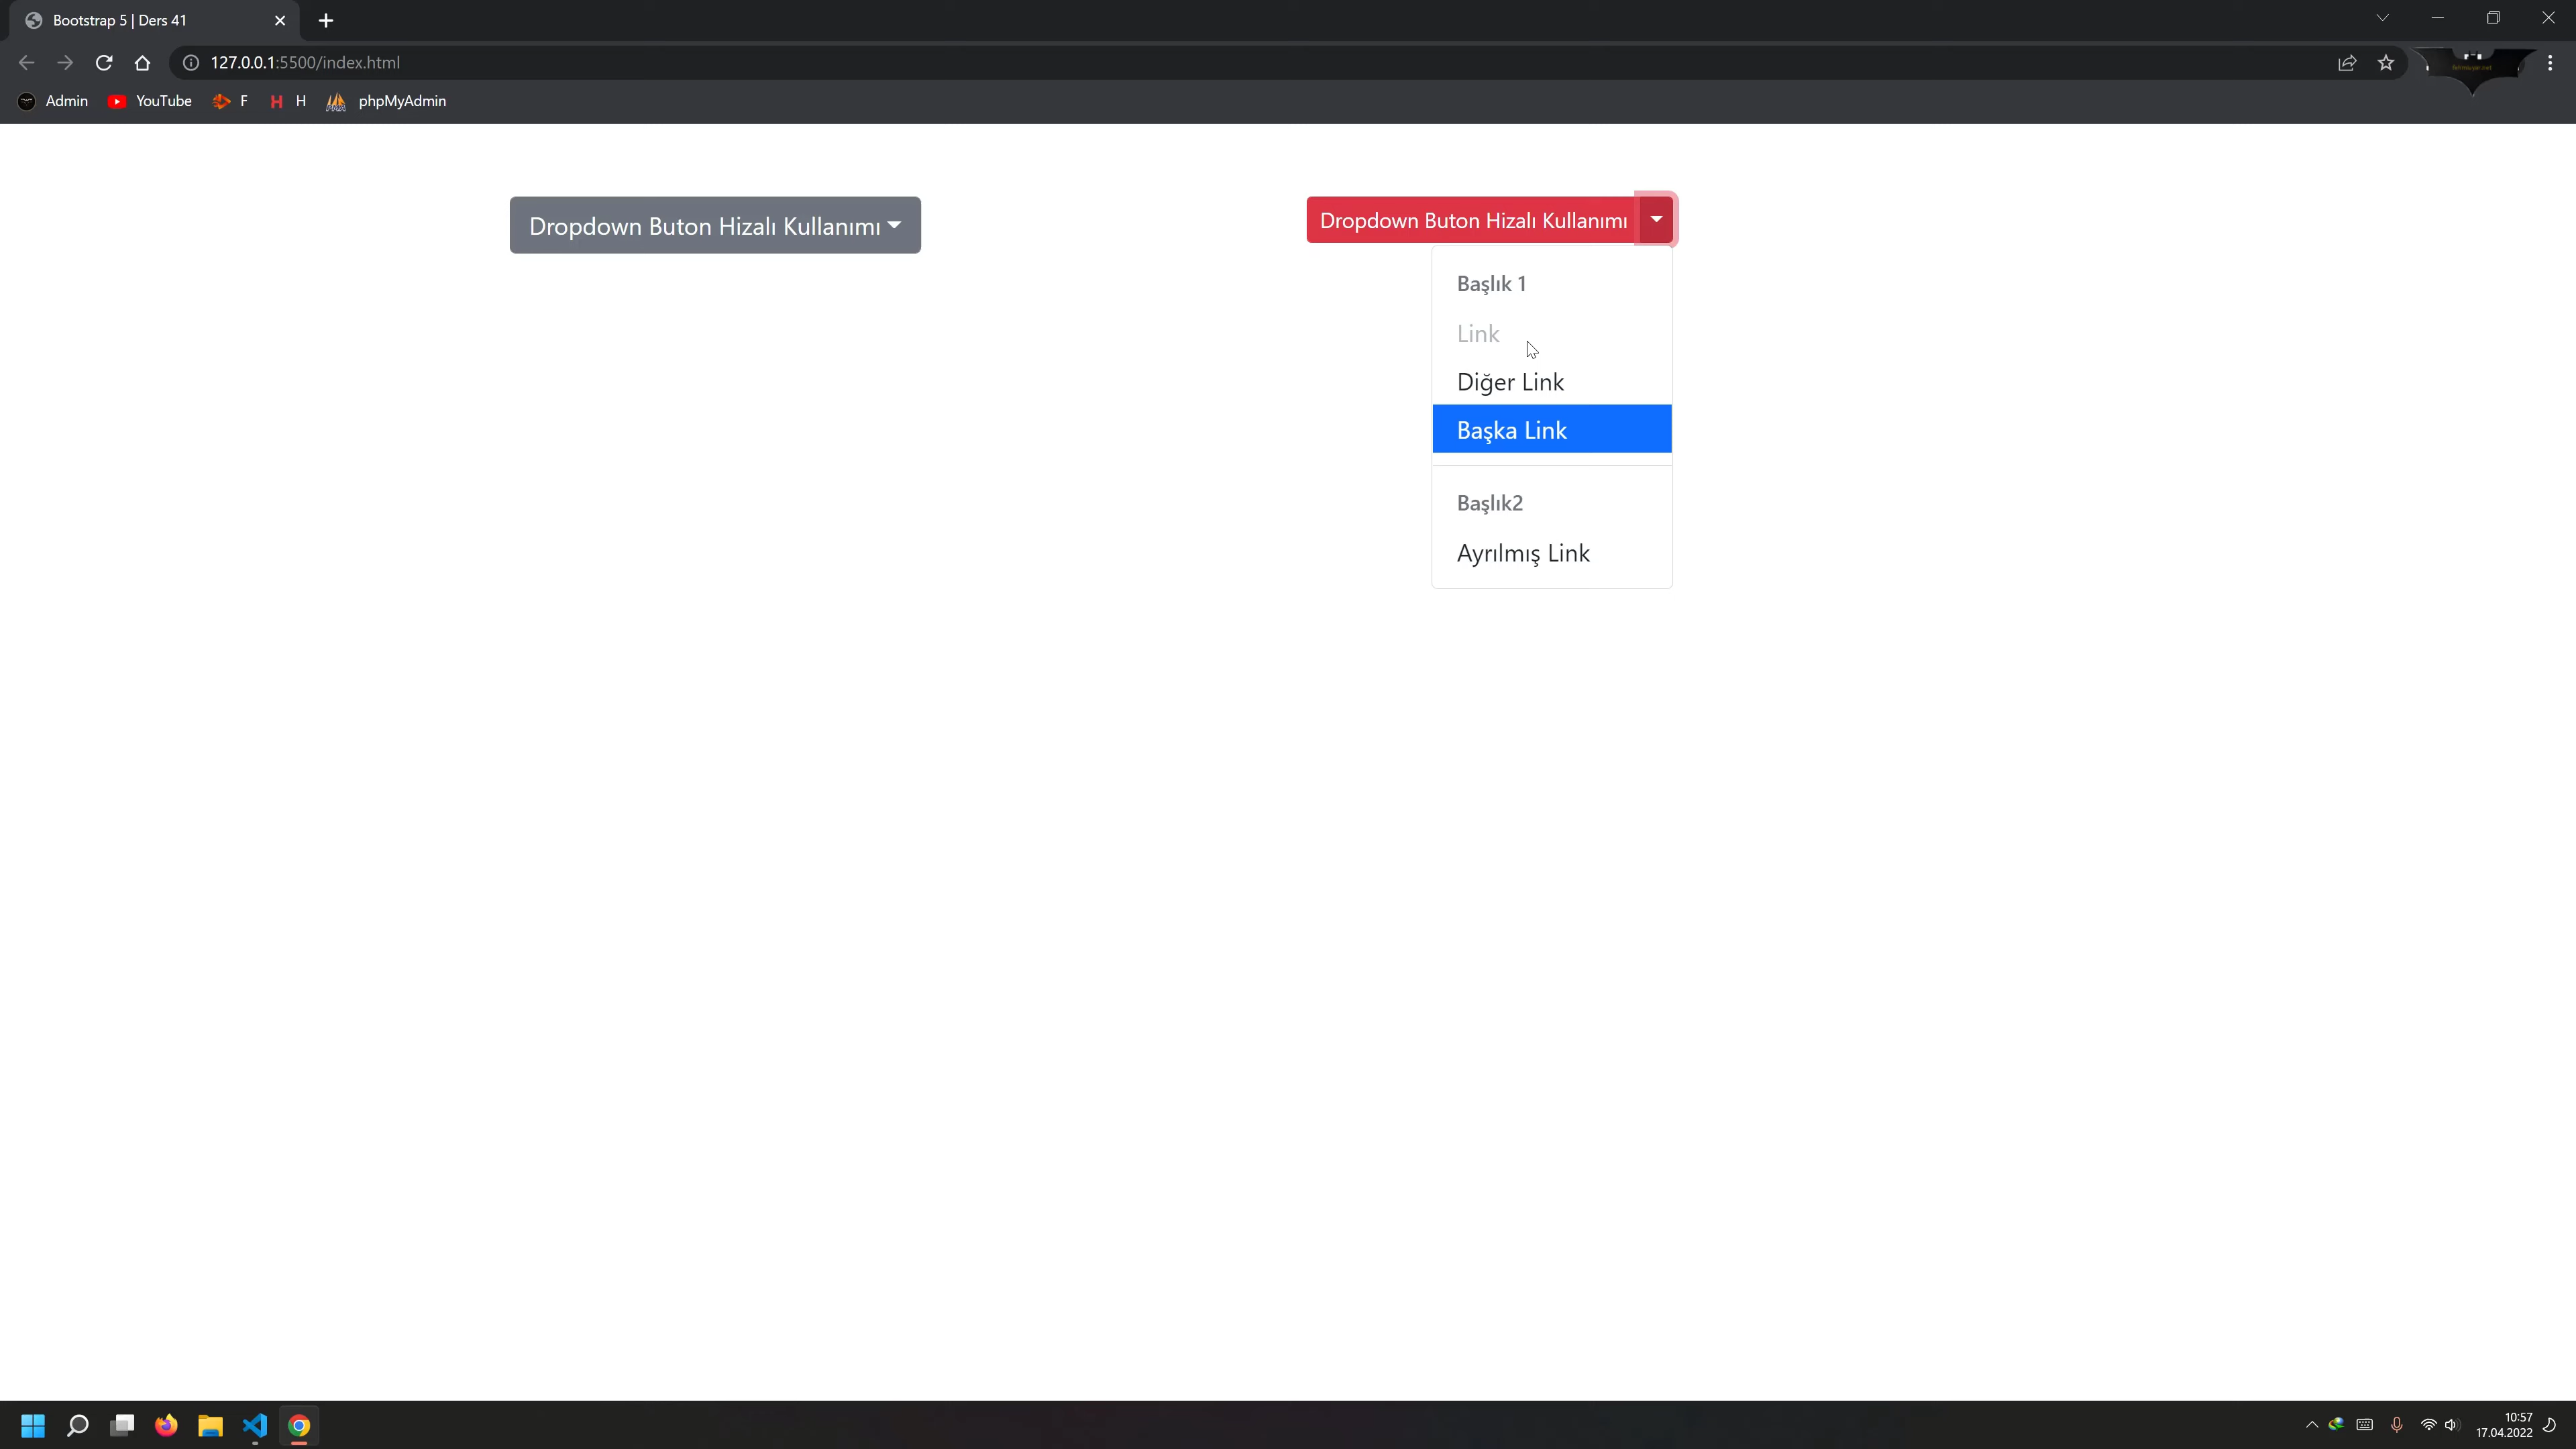 Bootstrap 5 | Ders 41
127.0.0.1:5500/index.html
Admin YouTube F H H phpMyAdmin
Dropdown Buton Hizalı Kullanımı Dropdown Buton Hizalı Kullanımı
Başlık 1
Link
Diğer Link
Başka Link
Başlık2
Ayrılmış Link
10:57
17.04.2022